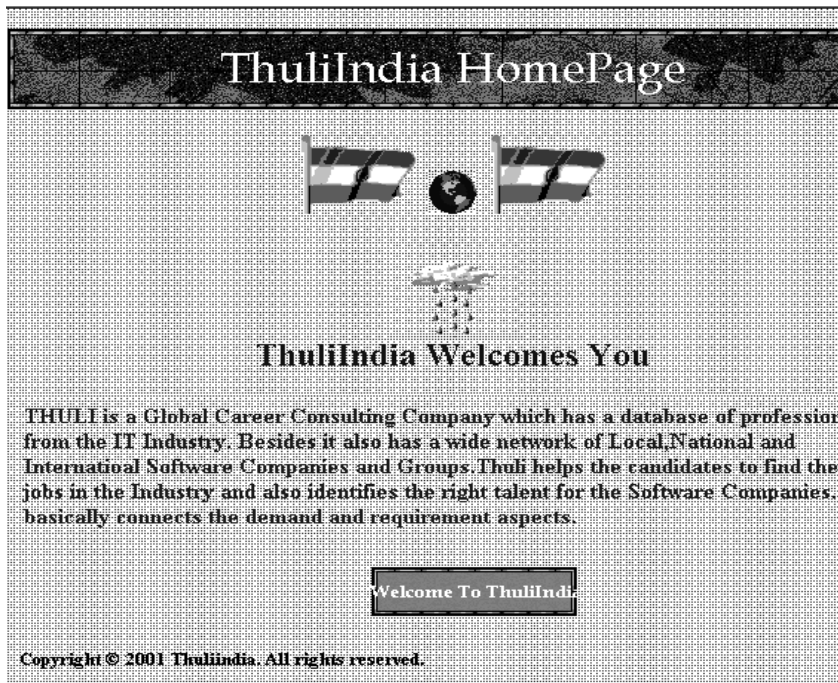 ThuliIndia HomePage
ThuliIndia Welcomes You
THULI is a Global Career Consulting Company which has a database of profession
from the IT Industry. Besides it also has a wide network of Local,National and
Internatioal Software Companies and Groups.Thuli helps the candidates to find the
jobs in the Industry and also identifies the right talent for the Software Companies.
basically connects the demand and requirement aspects.
Welcome To ThuliIndia
Copyright © 2001 Thuliindia. All rights reserved.